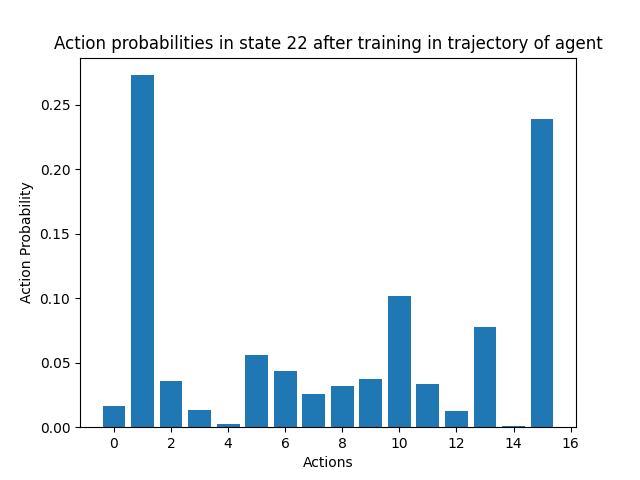 Action probabilities in state 22 after training in trajectory of agent
0.25
0.20
0.15
0.10
0.05
0.00
Action Probability
0 2 4 6 8 10 12 14 16
Actions